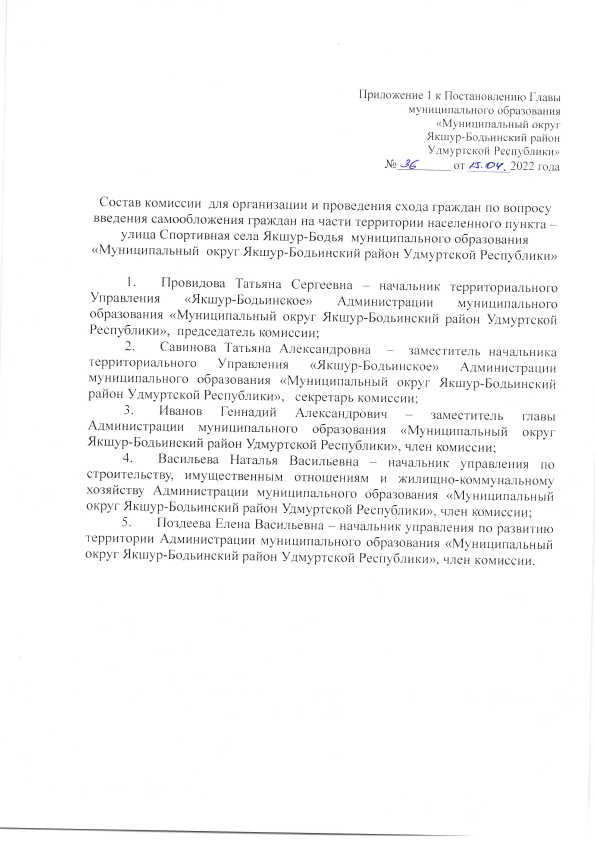 Приложение 1 к Постановлению Главы
муниципального образования
«Муниципальный округ
Якшур-Бодьинский район
Удмуртской Республики»
№ 36 от 15.04. 2022 года
Состав комиссии для организации и проведения схода граждан по вопросу
введения самообложения граждан на части территории населенного пункта –
улица Спортивная села Якшур-Бодья муниципального образования
«Муниципальный округ Якшур-Бодьинский район Удмуртской Республики»
1. Провидова Татьяна Сергеевна – начальник территориального
Управления «Якшур-Бодьинское» Администрации муниципального
образования «Муниципальный округ Якшур-Бодьинский район Удмуртской
Республики», председатель комиссии;
2. Савинова Татьяна Александровна – заместитель начальника
территориального Управления «Якшур-Бодьинское» Администрации
муниципального образования «Муниципальный округ Якшур-Бодьинский
район Удмуртской Республики», секретарь комиссии;
3. Иванов Геннадий Александрович – заместитель главы
Администрации муниципального образования «Муниципальный округ
Якшур-Бодьинский район Удмуртской Республики», член комиссии;
4. Васильева Наталья Васильевна – начальник управления по
строительству, имущественным отношениям и жилищно-коммунальному
хозяйству Администрации муниципального образования «Муниципальный
округ Якшур-Бодьинский район Удмуртской Республики», член комиссии;
5. Поздеева Елена Васильевна – начальник управления по развитию
территории Администрации муниципального образования «Муниципальный
округ Якшур-Бодьинский район Удмуртской Республики», член комиссии.